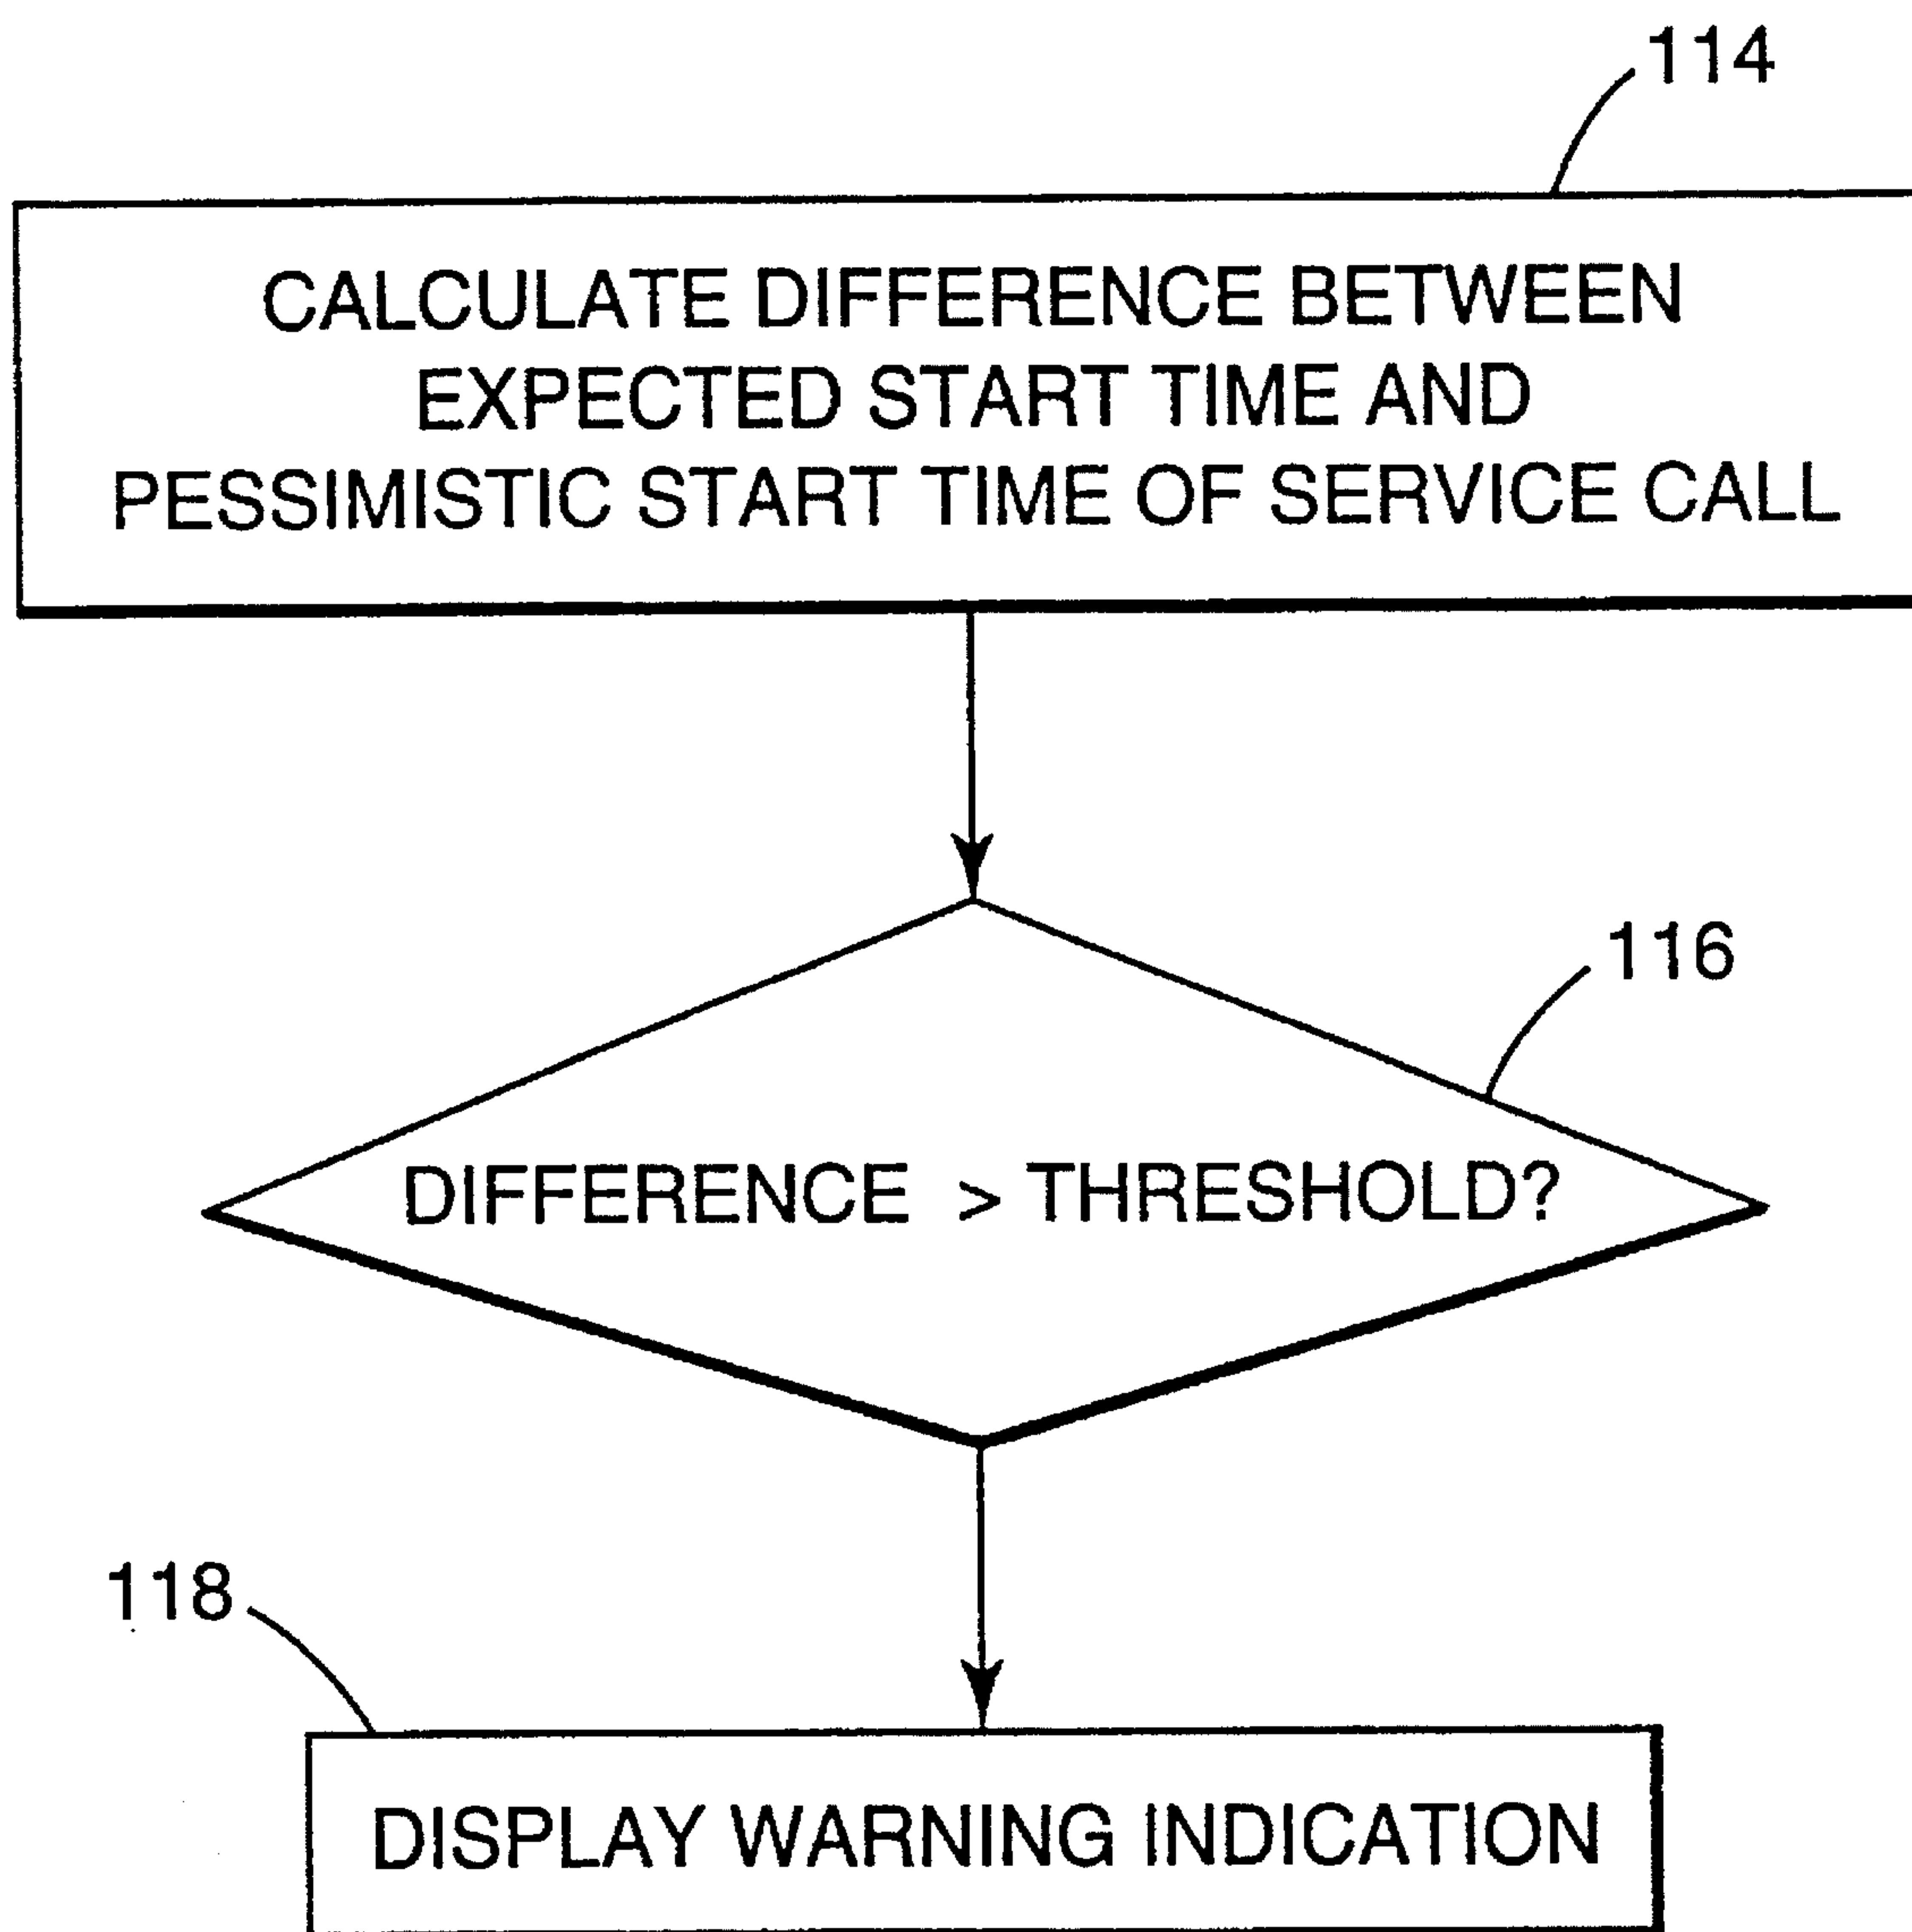 114
CALCULATE DIFFERENCE BETWEEN
EXPECTED START TIME AND
PESSIMISTIC START TIME OF SERVICE CALL
116
DIFFERENCE > THRESHOLD?
118
DISPLAY WARNING INDICATION